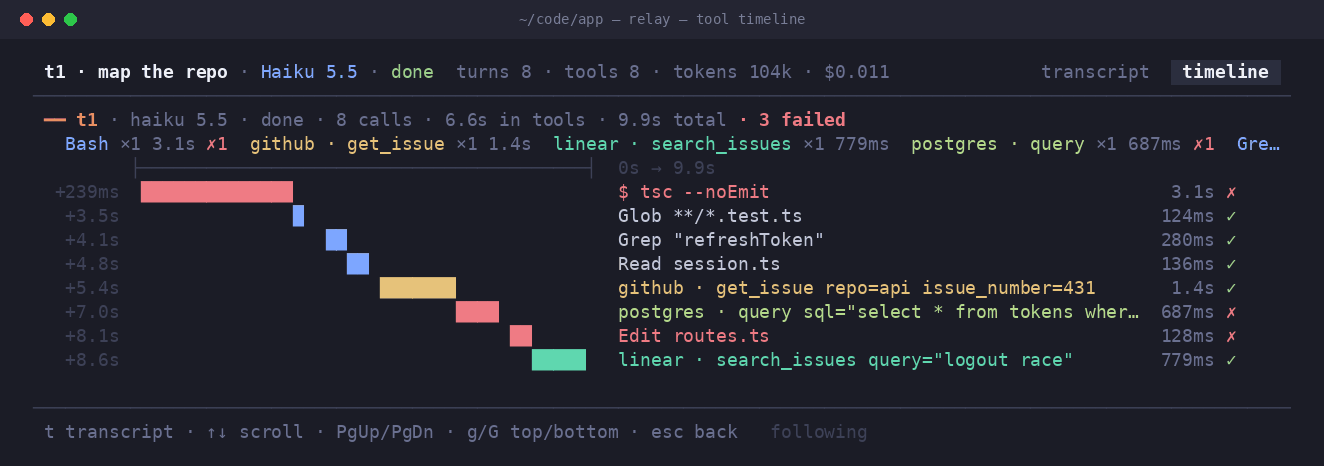 ~/code/app — relay — tool timeline
t1 · map the repo · Haiku 5.5 · done turns 8 · tools 8 · tokens 104k · $0.011 transcript timeline
t1 · haiku 5.5 · done · 8 calls · 6.6s in tools · 9.9s total · 3 failed
Bash ×1 3.1s ✗1 github · get_issue ×1 1.4s linear · search_issues ×1 779ms postgres · query ×1 687ms ✗1 Gre…
0s → 9.9s
+239ms $ tsc --noEmit 3.1s ✗
+3.5s Glob **/*.test.ts 124ms ✓
+4.1s Grep "refreshToken" 280ms ✓
+4.8s Read session.ts 136ms ✓
+5.4s github · get_issue repo=api issue_number=431 1.4s ✓
+7.0s postgres · query sql="select * from tokens wher… 687ms ✗
+8.1s Edit routes.ts 128ms ✗
+8.6s linear · search_issues query="logout race" 779ms ✓
t transcript · ↑↓ scroll · PgUp/PgDn · g/G top/bottom · esc back following